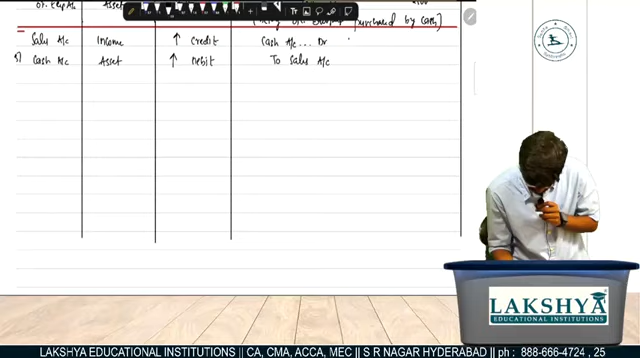 Asset
[purchased by Cash]
Sales A/c Income ↑ Credit Cash A/c... Dr
5) Cash A/c Asset ↑ Debit To Sales A/c
LAKSHYA
EDUCATIONAL INSTITUTIONS
LAKSHYA EDUCATIONAL INSTITUTIONS || CA, CMA, ACCA, MEC || S R NAGAR HYDERABAD || ph : 888-666-4724 , 25